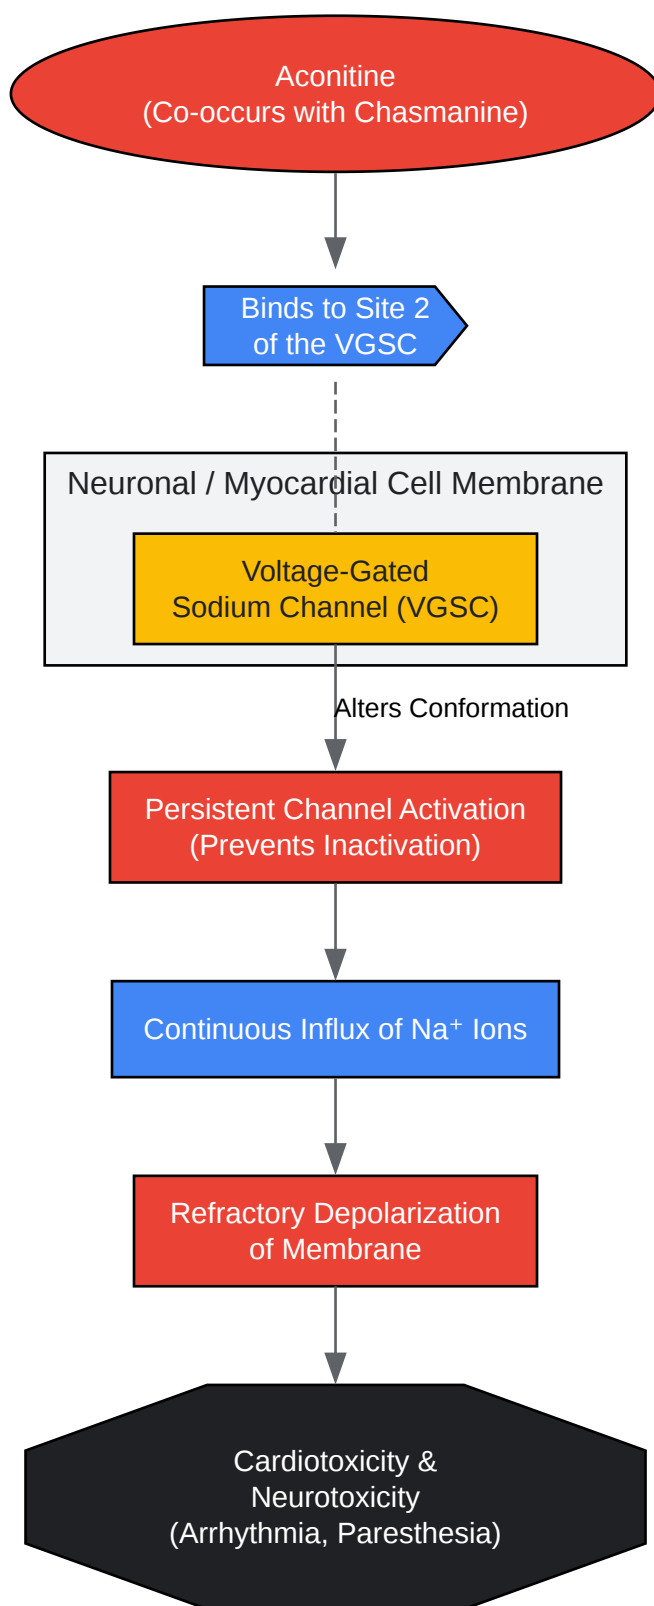 Aconitine
(Co-occurs with Chasmanine)
Binds to Site 2
of the VGSC
Neuronal / Myocardial Cell Membrane
Voltage-Gated
Sodium Channel (VGSC)
Alters Conformation
Persistent Channel Activation
(Prevents Inactivation)
Continuous Influx of Na⁺ Ions
Refractory Depolarization
of Membrane
Cardiotoxicity &
Neurotoxicity
(Arrhythmia, Paresthesia)